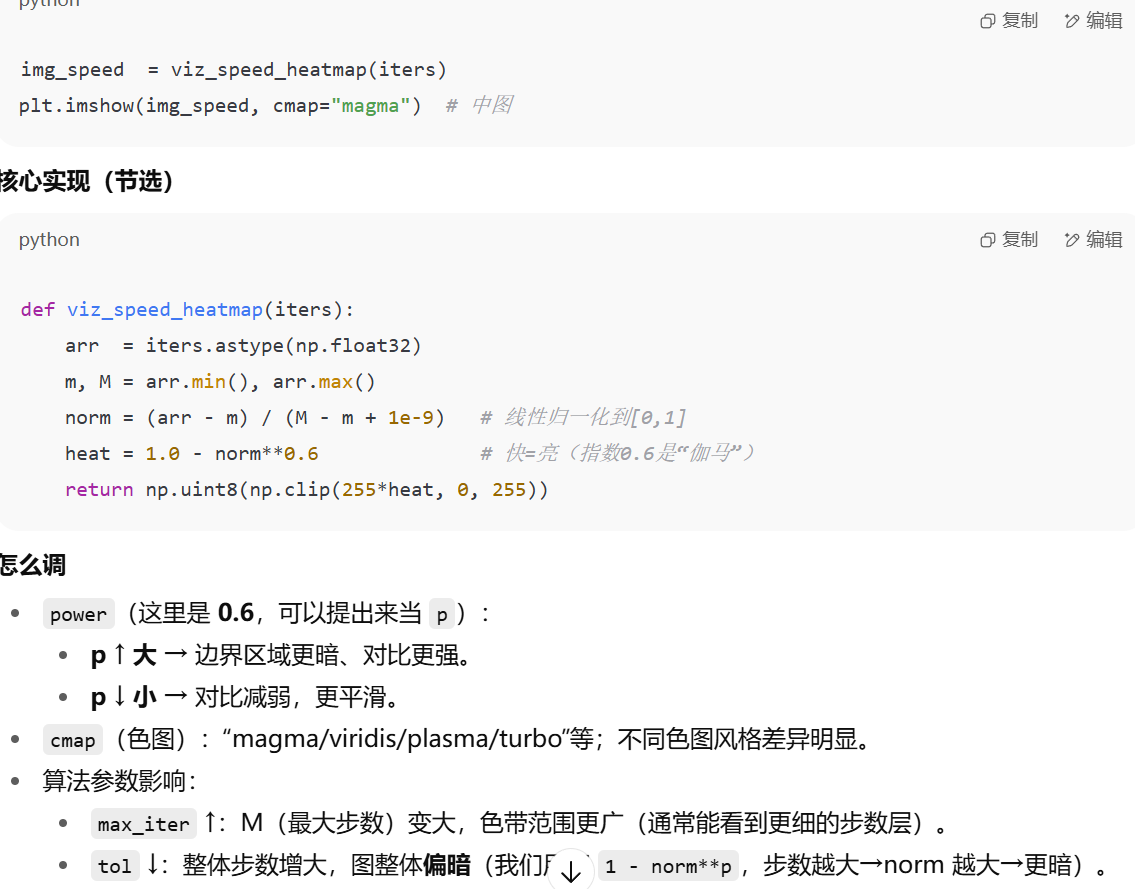 python
复制 编辑
img_speed  = viz_speed_heatmap(iters)
plt.imshow(img_speed, cmap="magma")  # 中图
核心实现（节选）
python
复制 编辑
def viz_speed_heatmap(iters):
    arr  = iters.astype(np.float32)
    m, M = arr.min(), arr.max()
    norm = (arr - m) / (M - m + 1e-9)   # 线性归一化到[0,1]
    heat = 1.0 - norm**0.6              # 快=亮（指数0.6是“伽马”）
    return np.uint8(np.clip(255*heat, 0, 255))
怎么调
power（这里是 0.6，可以提出来当 p）：
p↑大 → 边界区域更暗、对比更强。
p↓小 → 对比减弱，更平滑。
cmap（色图）：“magma/viridis/plasma/turbo”等；不同色图风格差异明显。
算法参数影响：
max_iter ↑：M（最大步数）变大，色带范围更广（通常能看到更细的步数层）。
tol ↓：整体步数增大，图整体偏暗（我们 1 - norm**p，步数越大→norm 越大→更暗）。